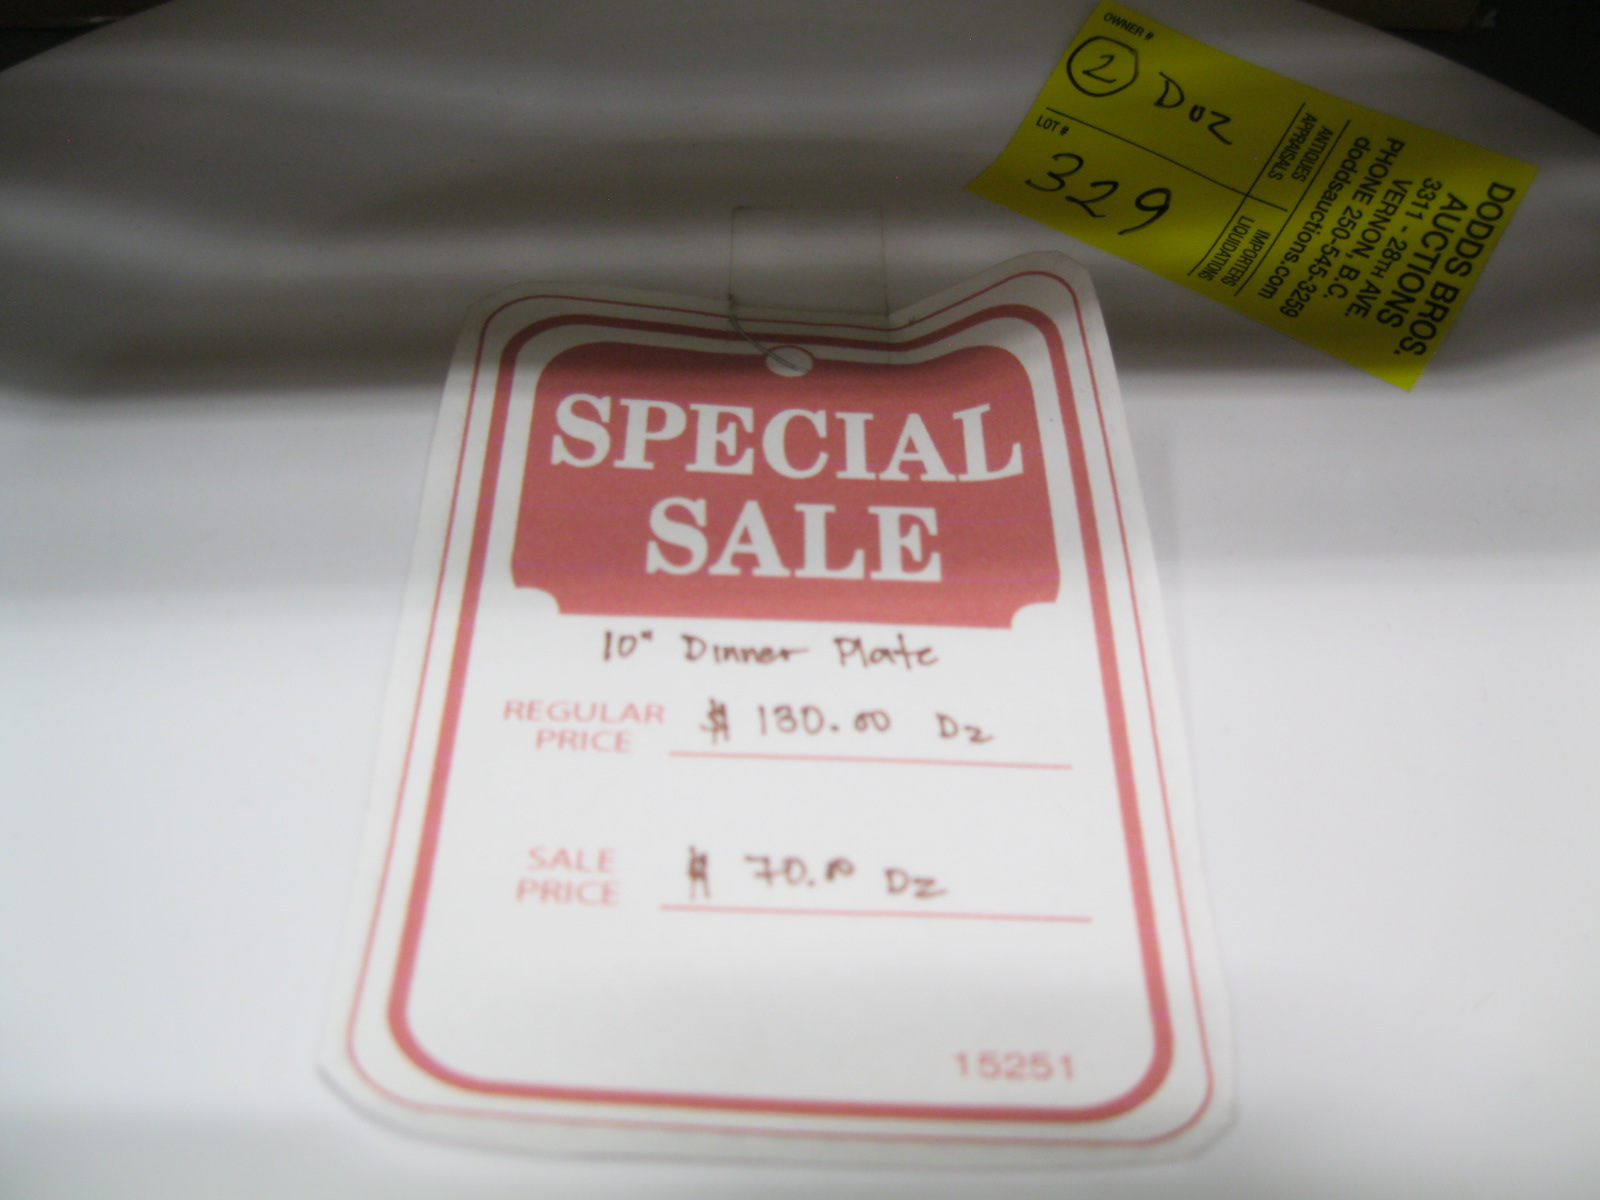 OWNER #
② Doz
LOT #
329
ANTIQUES
APPRAISALS
IMPORTERS
LIQUIDATIONS
DODDS BROS.
AUCTIONS
3311 - 28TH AVE.
VERNON, B.C.
PHONE 250-545-3259
doddsauctions.com
SPECIAL
SALE
10" Dinner Plate
REGULAR
PRICE $ 130.00 Dz
SALE
PRICE $ 70.00 Dz
15251